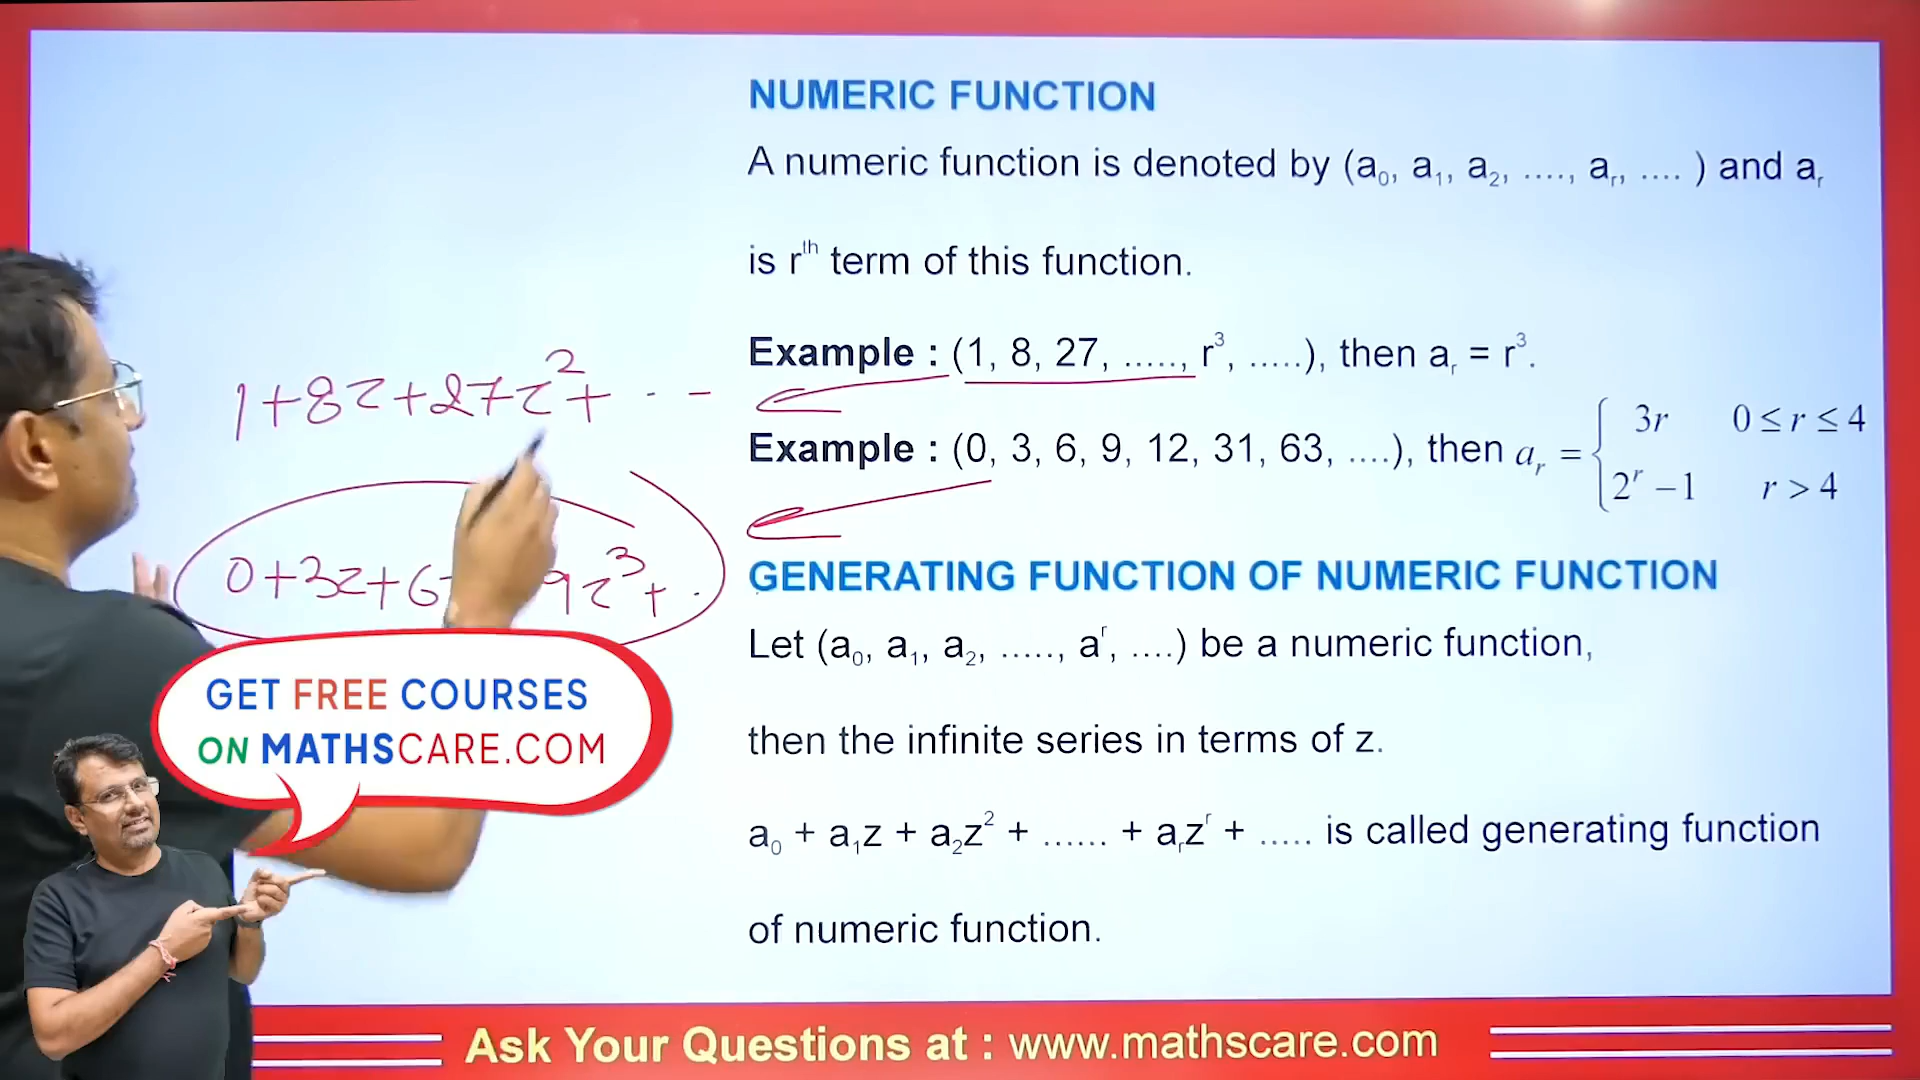 NUMERIC FUNCTION
A numeric function is denoted by (a₀, a₁, a₂, ...., aᵣ, .... ) and aᵣ
is rᵗʰ term of this function.
Example : (1, 8, 27, ....., r³, .....), then aᵣ = r³.
Example : (0, 3, 6, 9, 12, 31, 63, ....), then aᵣ = { 3r 0 ≤ r ≤ 4
2ʳ − 1 r > 4
1+8z+27z²+ · · –
0+3z+6 9z³+ ·
GENERATING FUNCTION OF NUMERIC FUNCTION
Let (a₀, a₁, a₂, ....., aʳ, ....) be a numeric function,
then the infinite series in terms of z.
a₀ + a₁z + a₂z² + ...... + aᵣzʳ + ..... is called generating function
of numeric function.
GET FREE COURSES
ON MATHSCARE.COM
Ask Your Questions at : www.mathscare.com